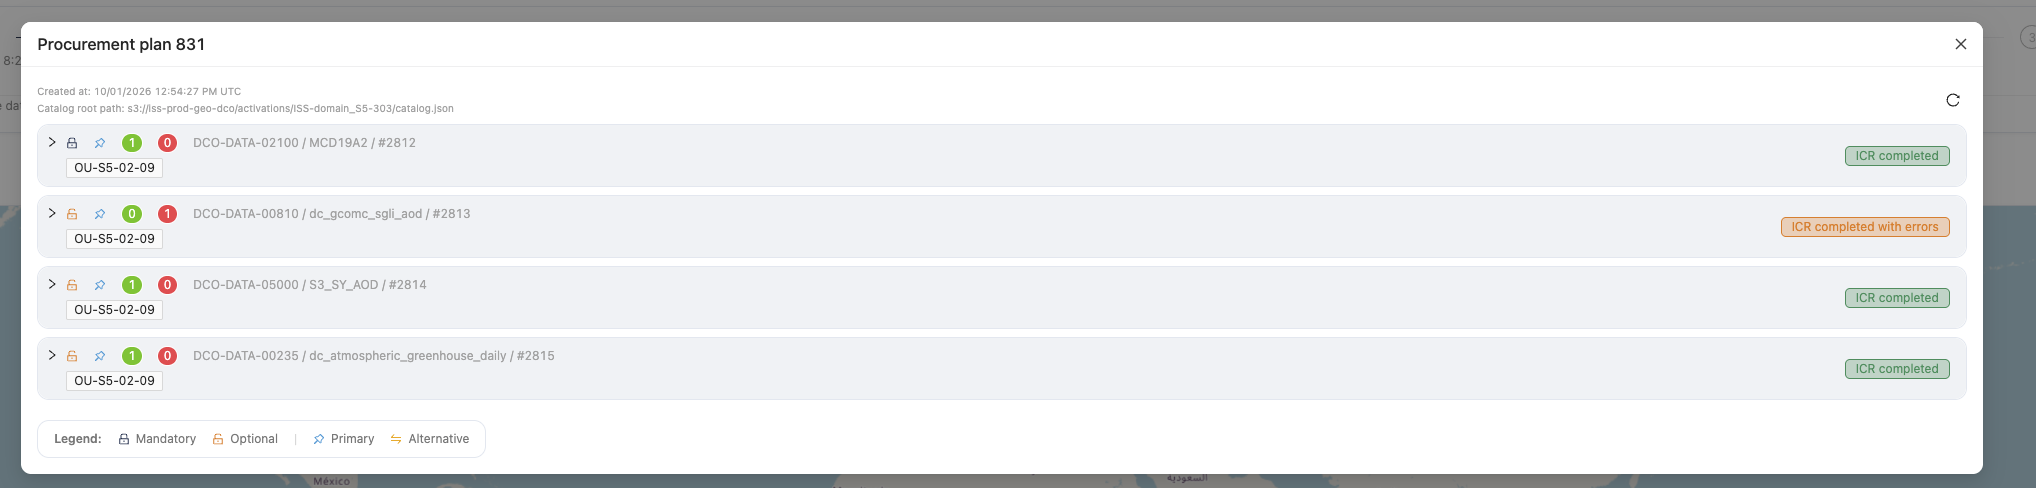 Procurement plan 831
8:2
3
e da
Created at: 10/01/2026 12:54:27 PM UTC
Catalog root path: s3://iss-prod-geo-dco/activations/ISS-domain_S5-303/catalog.json
1 0 DCO-DATA-02100 / MCD19A2 / #2812
OU-S5-02-09
ICR completed
0 1 DCO-DATA-00810 / dc_gcomc_sgli_aod / #2813
OU-S5-02-09
ICR completed with errors
1 0 DCO-DATA-05000 / S3_SY_AOD / #2814
OU-S5-02-09
ICR completed
1 0 DCO-DATA-00235 / dc_atmospheric_greenhouse_daily / #2815
OU-S5-02-09
ICR completed
Legend: Mandatory Optional | Primary Alternative
México
السعودية